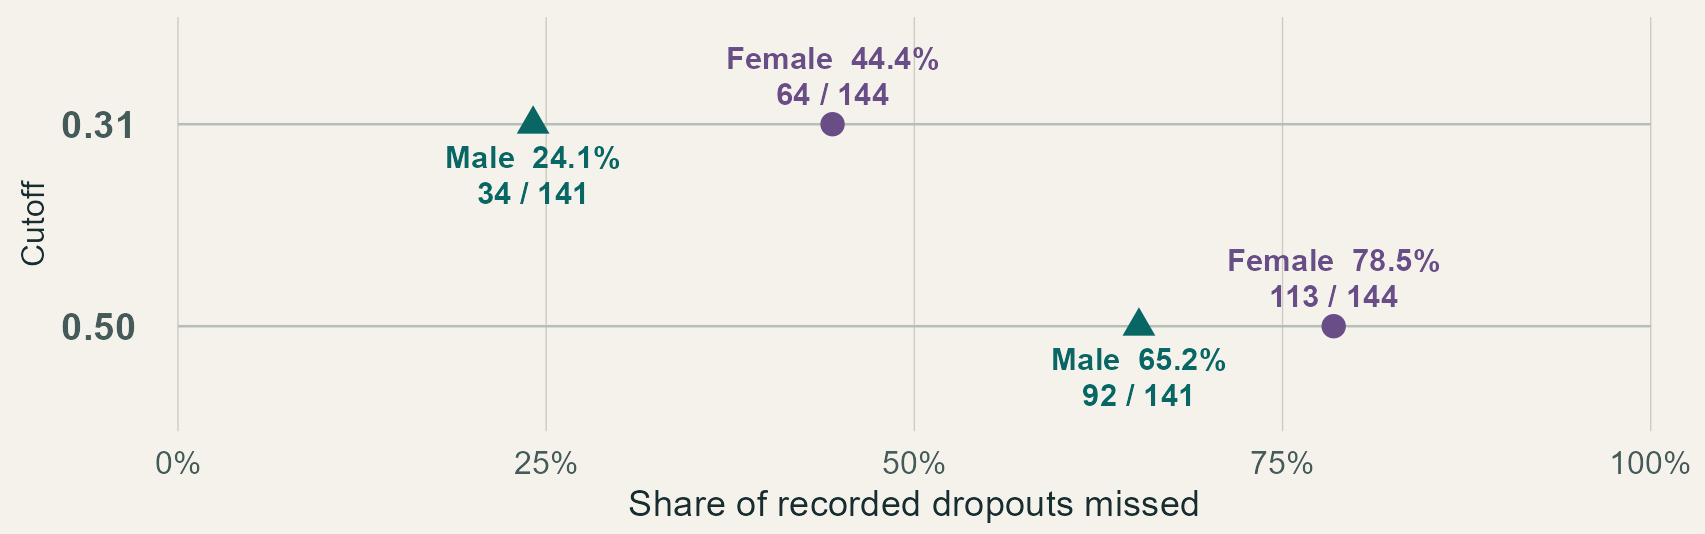 Female 44.4%
64 / 144
0.31
Male 24.1%
34 / 141
Cutoff
Female 78.5%
113 / 144
0.50
Male 65.2%
92 / 141
0% 25% 50% 75% 100%
Share of recorded dropouts missed